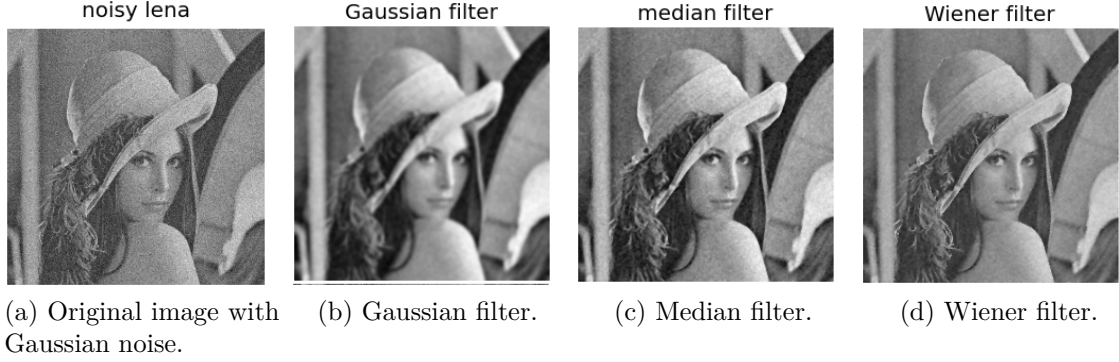 noisy lena
Gaussian filter
median filter
Wiener filter
(a) Original image with
Gaussian noise.
(b) Gaussian filter.
(c) Median filter.
(d) Wiener filter.